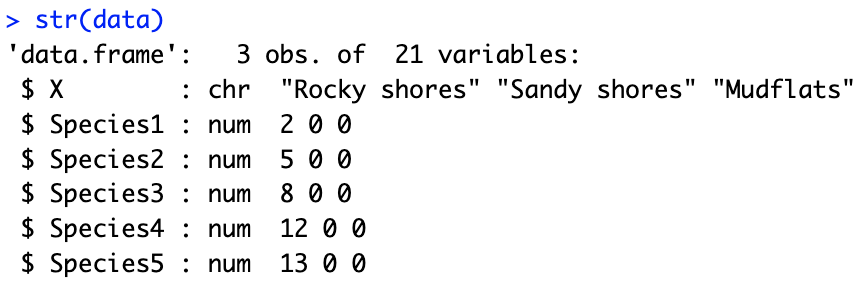 > str(data)
'data.frame':   3 obs. of  21 variables:
 $ X        : chr  "Rocky shores" "Sandy shores" "Mudflats"
 $ Species1 : num  2 0 0
 $ Species2 : num  5 0 0
 $ Species3 : num  8 0 0
 $ Species4 : num  12 0 0
 $ Species5 : num  13 0 0